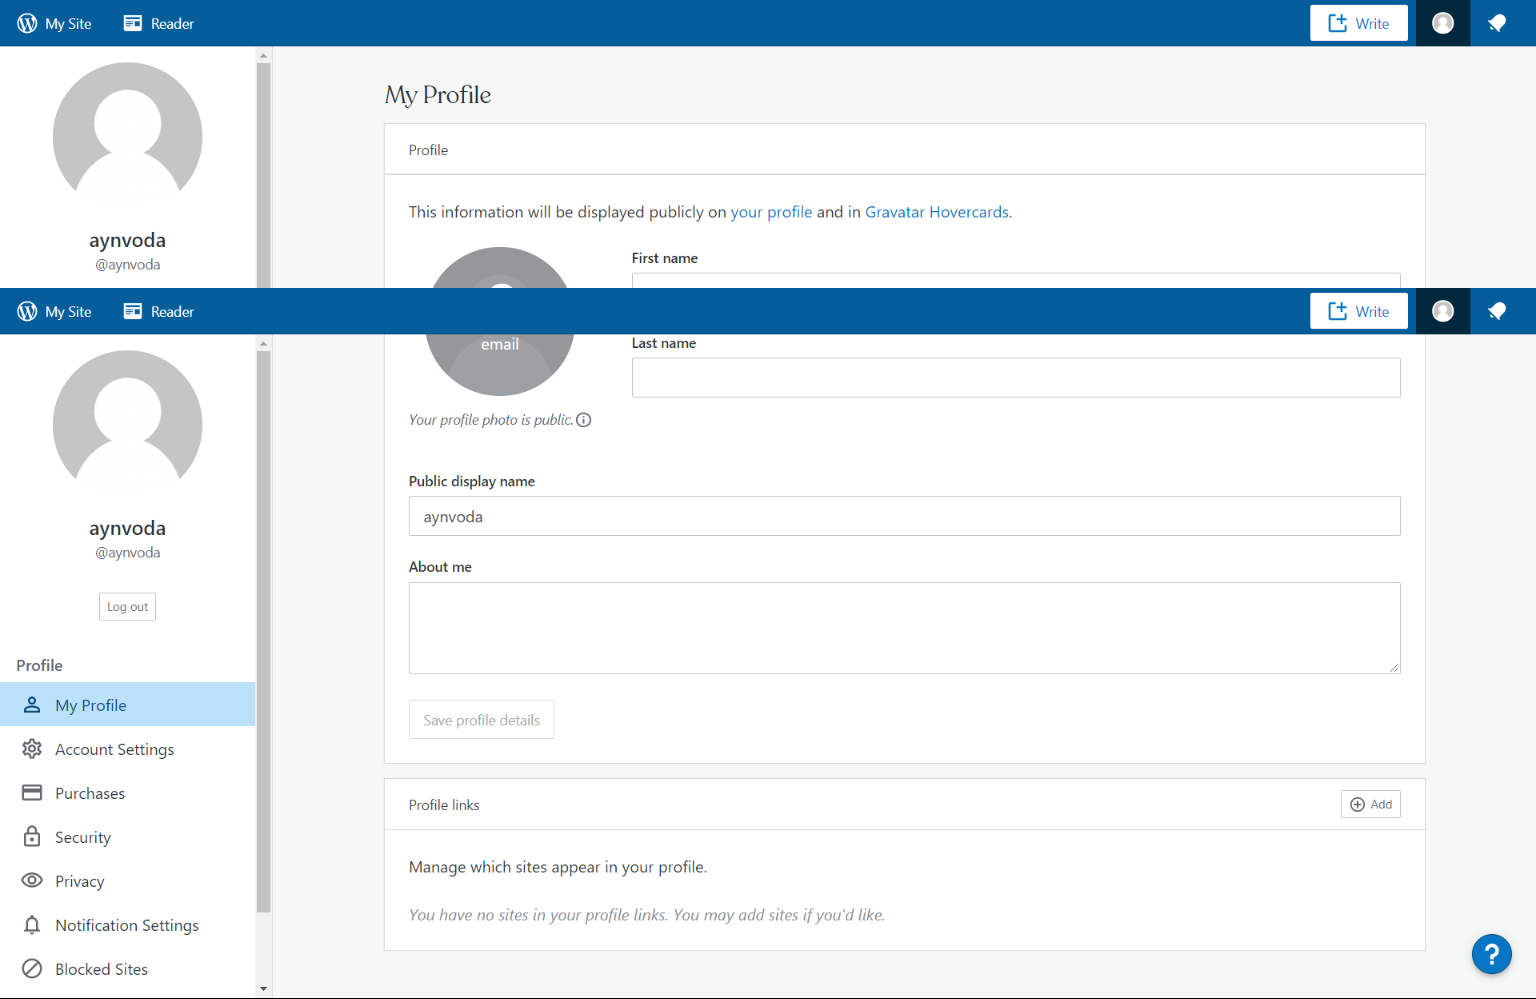 My Site
Reader
Write
aynvoda
@aynvoda
My Profile
Profile
This information will be displayed publicly on your profile and in Gravatar Hovercards.
First name
My Site
Reader
Write
email
Last name
Your profile photo is public.
Public display name
aynvoda
About me
Save profile details
aynvoda
@aynvoda
Log out
Profile
My Profile
Account Settings
Purchases
Security
Privacy
Notification Settings
Blocked Sites
Profile links
Add
Manage which sites appear in your profile.
You have no sites in your profile links. You may add sites if you'd like.
?